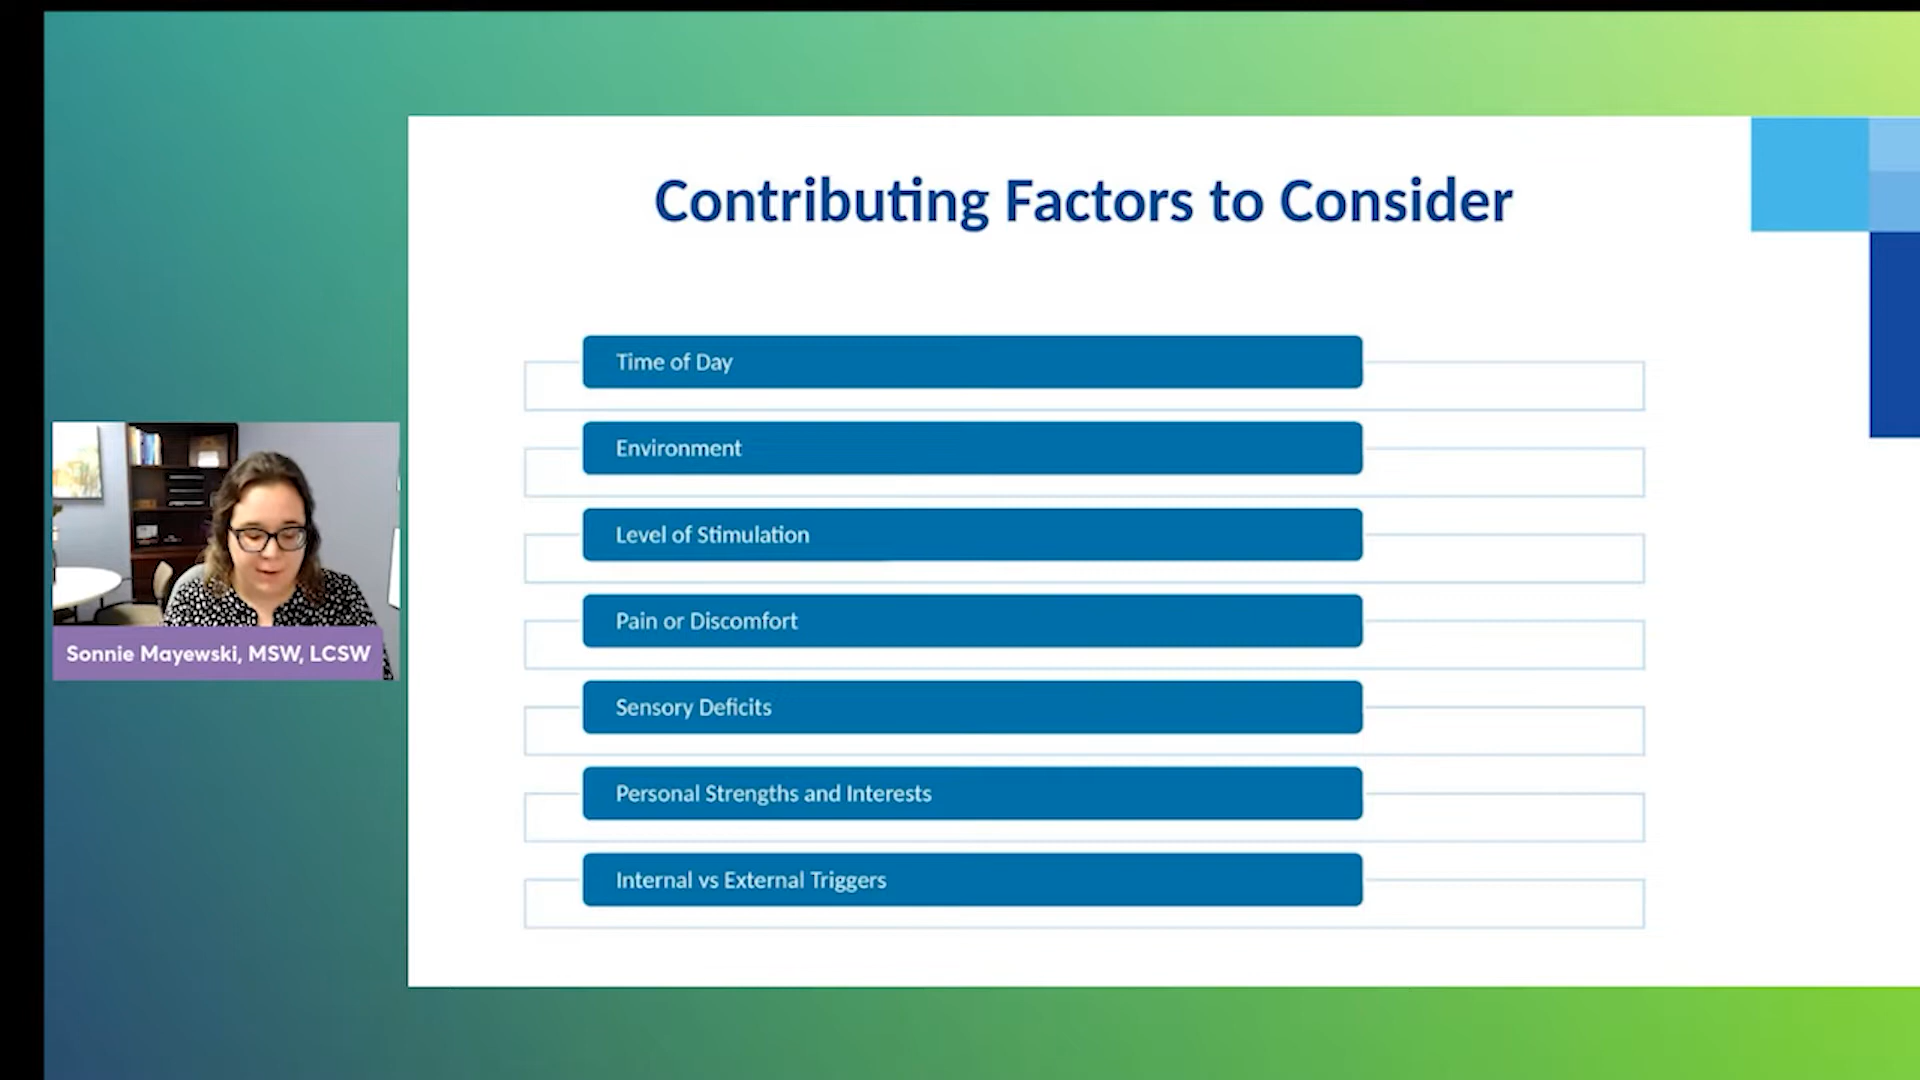 Contributing Factors to Consider
Time of Day
Environment
Level of Stimulation
Pain or Discomfort
Sensory Deficits
Personal Strengths and Interests
Internal vs External Triggers
Sonnie Mayewski, MSW, LCSW